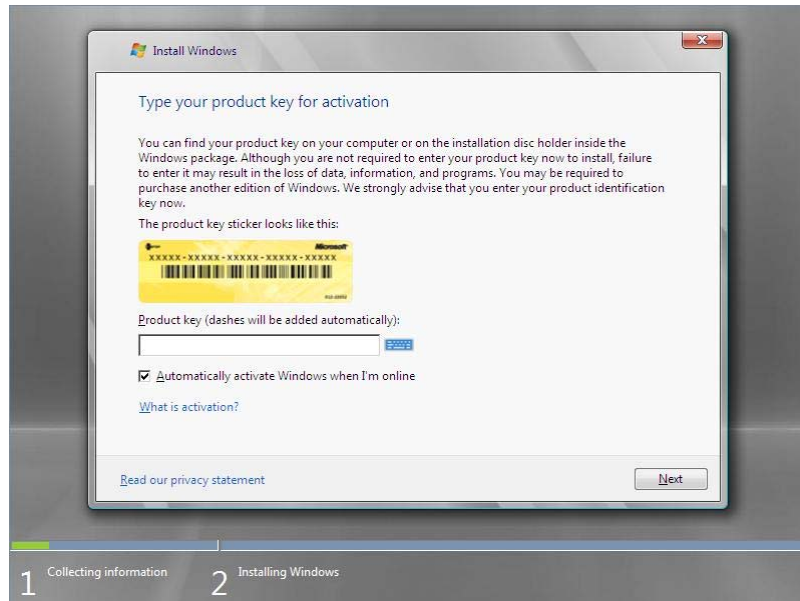 Install Windows
Type your product key for activation
You can find your product key on your computer or on the installation disc holder inside the
Windows package. Although you are not required to enter your product key now to install, failure
to enter it may result in the loss of data, information, and programs. You may be required to
purchase another edition of Windows. We strongly advise that you enter your product identification
key now.
The product key sticker looks like this:
Microsoft
XXXXX-XXXXX-XXXXX-XXXXX-XXXXX
Product key (dashes will be added automatically):
Automatically activate Windows when I'm online
What is activation?
Read our privacy statement
Next
1 Collecting information
2 Installing Windows